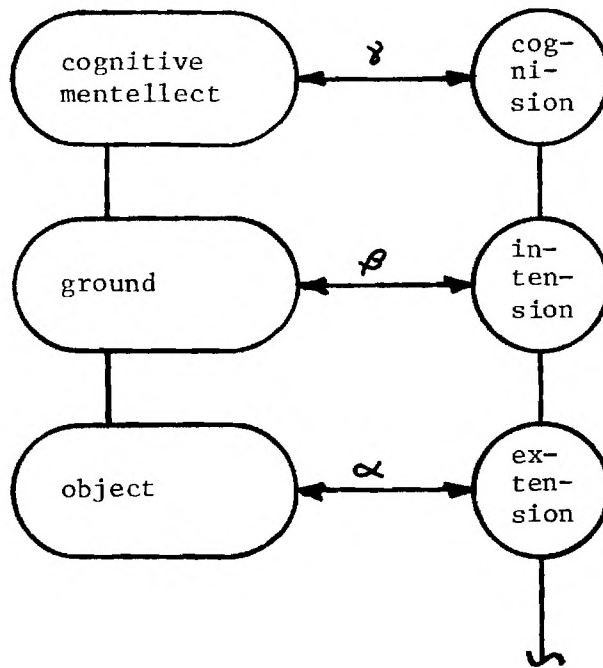 cognitive
mentellect
γ
cog-
ni-
sion
ground
β
in-
ten-
sion
object
α
ex-
ten-
sion